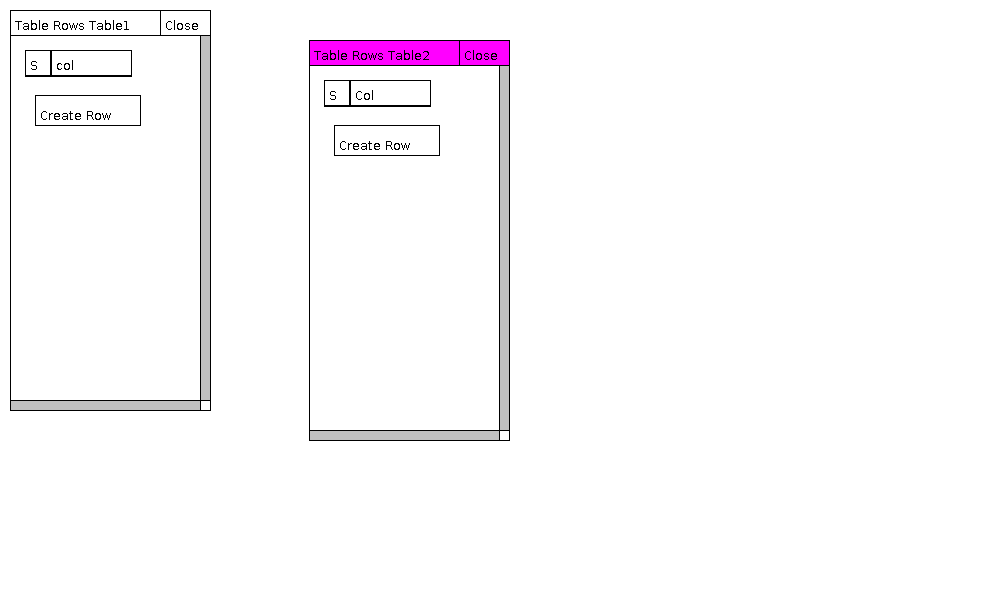 Table Rows Table1 Close
S col
Create Row
Table Rows Table2 Close
S Col
Create Row